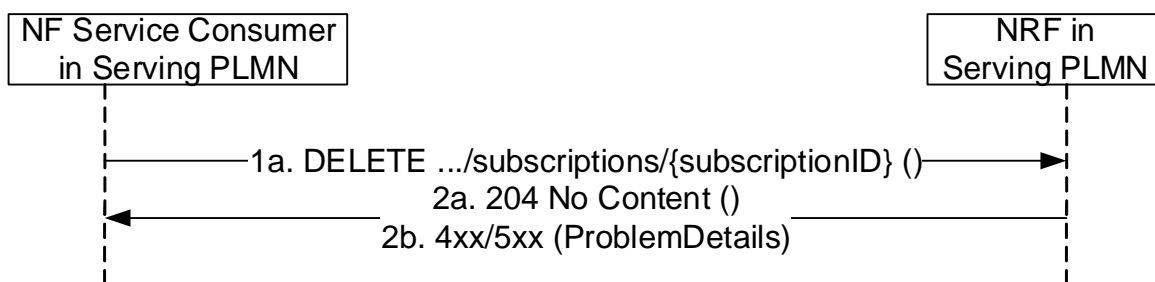 NF Service Consumer
in Serving PLMN
NRF in
Serving PLMN
1a. DELETE .../subscriptions/{subscriptionID} ()
2a. 204 No Content ()
2b. 4xx/5xx (ProblemDetails)